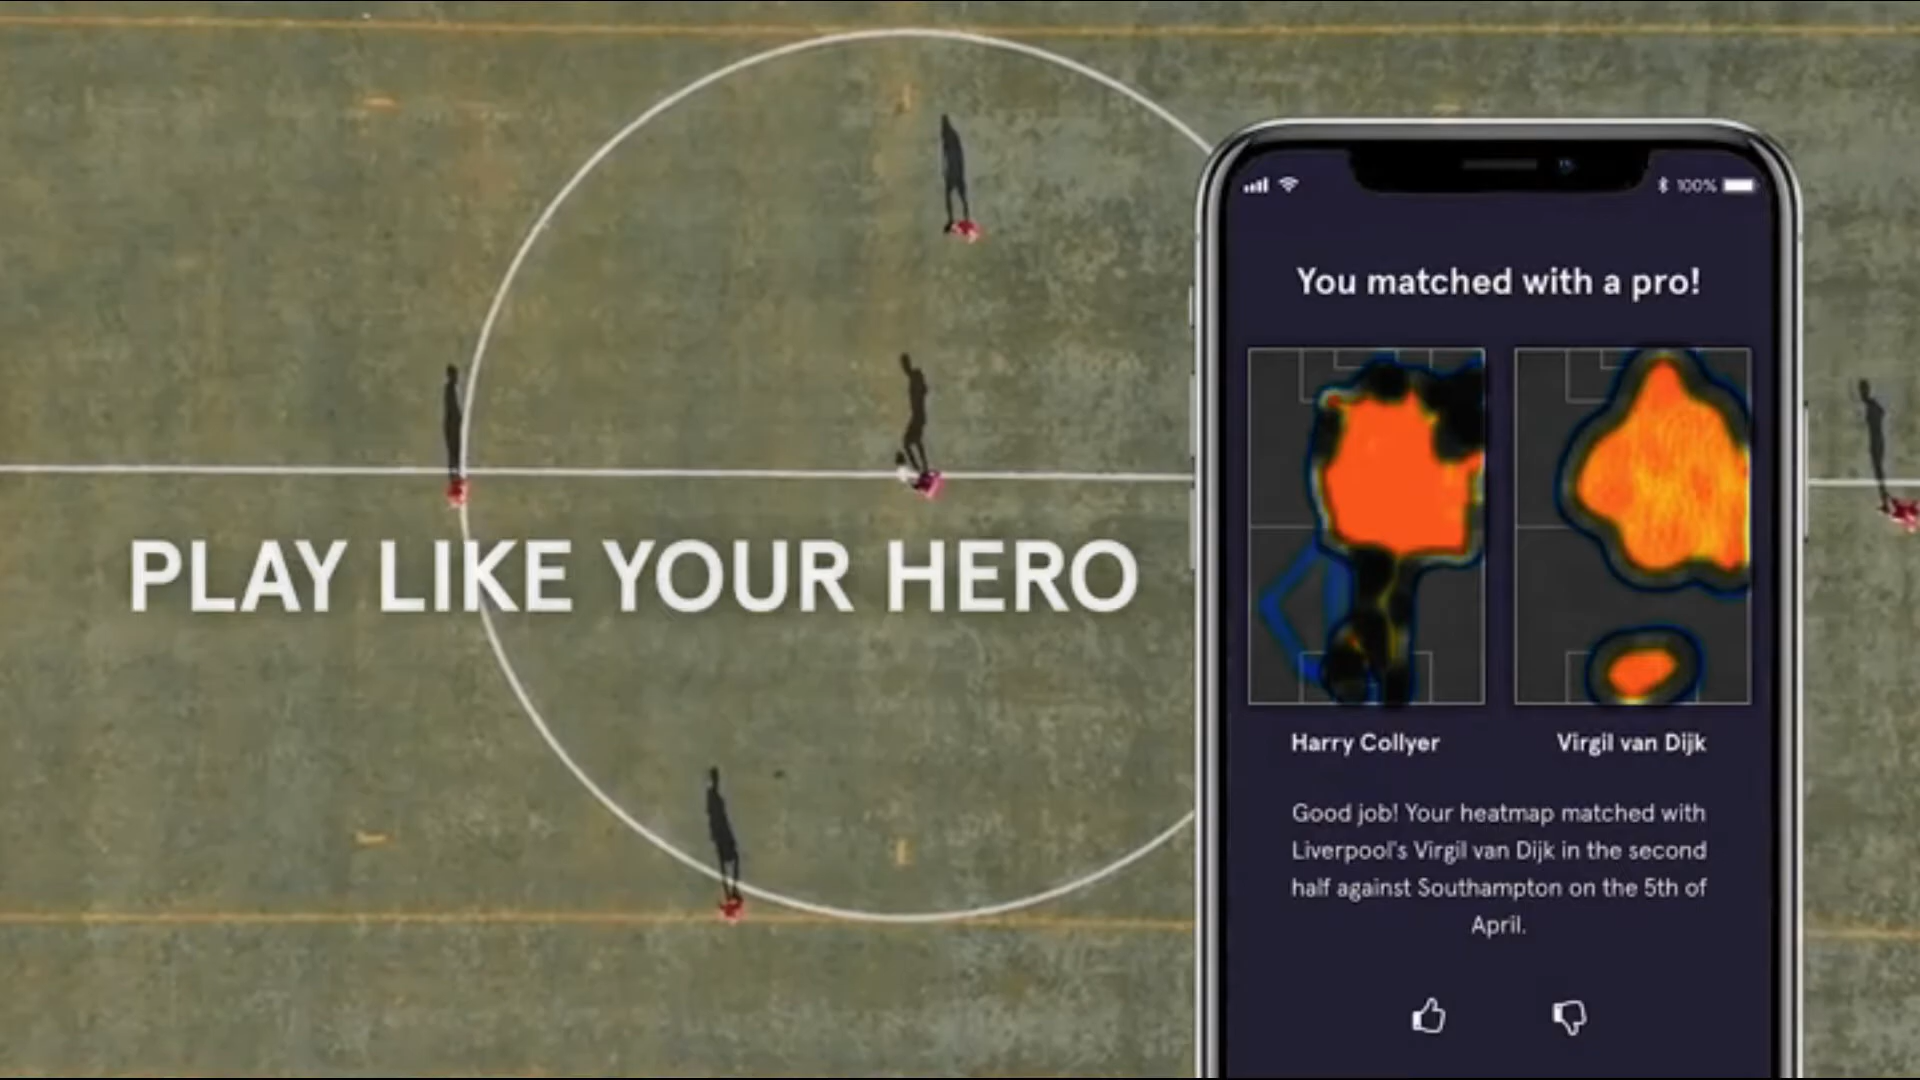 PLAY LIKE YOUR HERO
100%
You matched with a pro!
Harry Collyer
Virgil van Dijk
Good job! Your heatmap matched with
Liverpool's Virgil van Dijk in the second
half against Southampton on the 5th of
April.